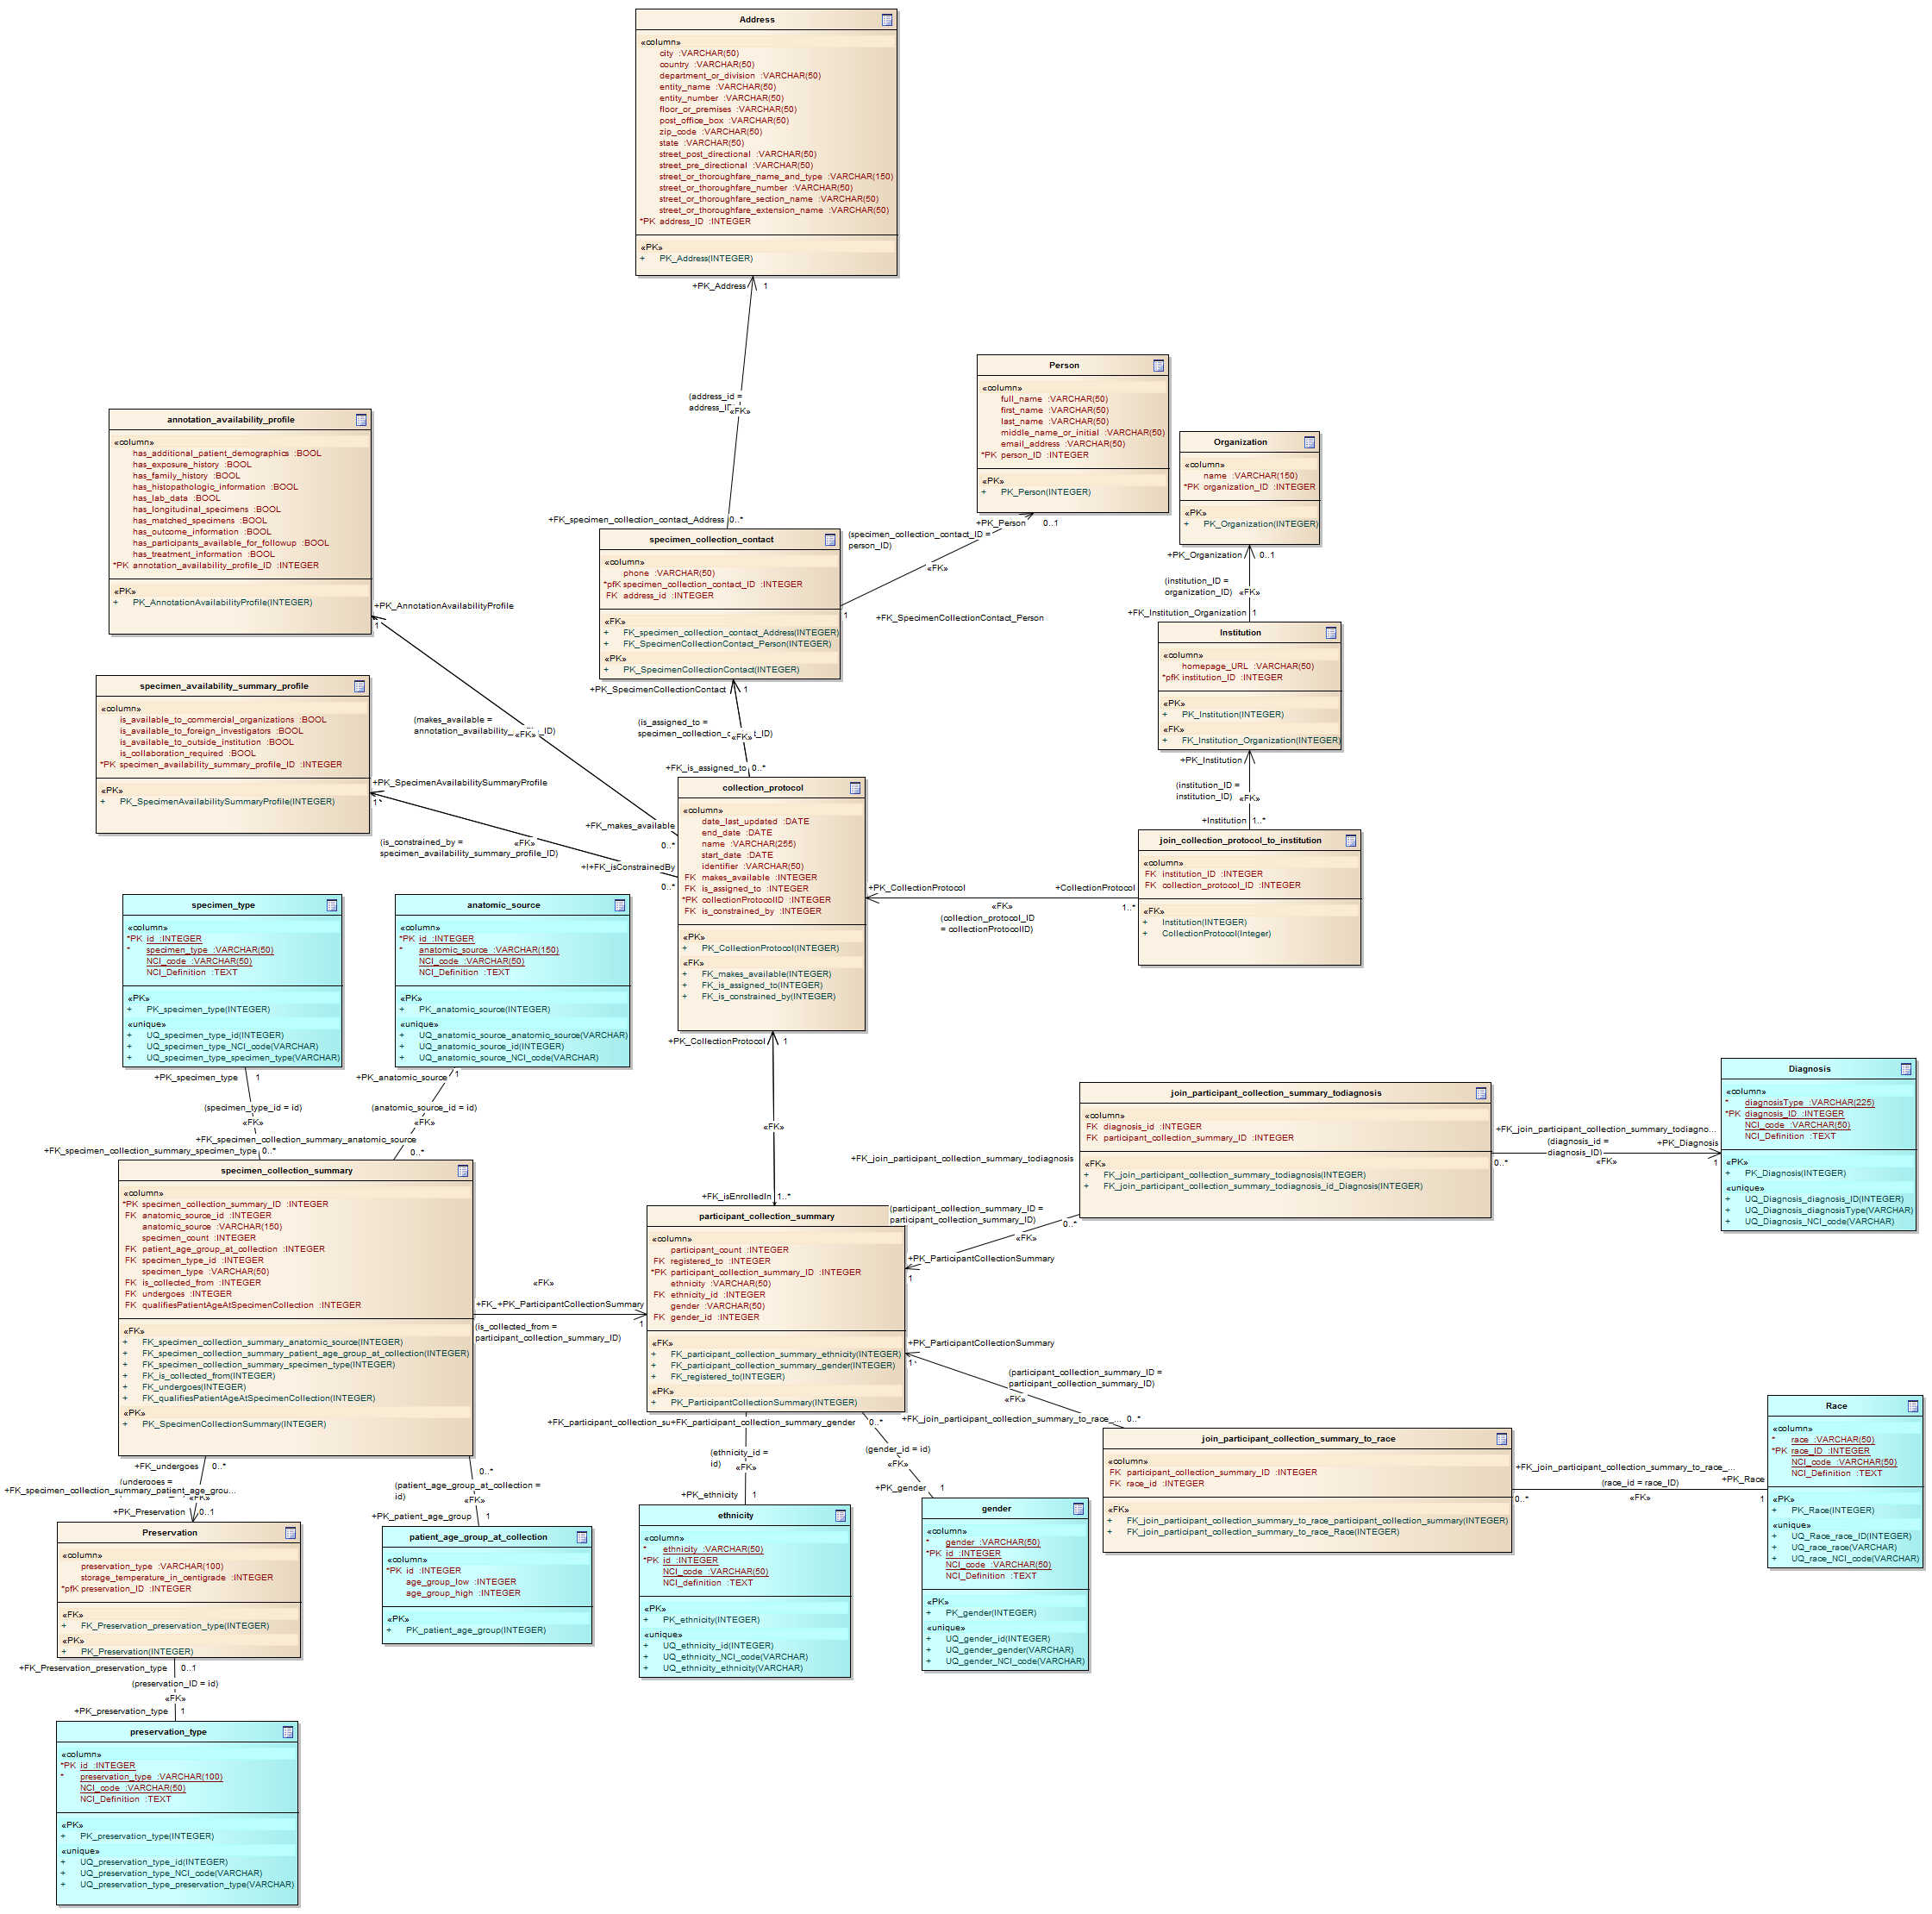 Address
«column»
city :VARCHAR(50)
country :VARCHAR(50)
department_or_division :VARCHAR(50)
entity_name :VARCHAR(50)
entity_number :VARCHAR(50)
floor_or_premises :VARCHAR(50)
post_office_box :VARCHAR(50)
zip_code :VARCHAR(50)
state :VARCHAR(50)
street_post_directional :VARCHAR(50)
street_pre_directional :VARCHAR(50)
street_or_thoroughfare_name_and_type :VARCHAR(150)
street_or_thoroughfare_number :VARCHAR(50)
street_or_thoroughfare_section_name :VARCHAR(50)
street_or_thoroughfare_extension_name :VARCHAR(50)
*PK address_ID :INTEGER
«PK»
+ PK_Address(INTEGER)
+PK_Address 1
(address_id =
address_ID
«FK»
+FK_specimen_collection_contact_Address 0..*
Person
«column»
full_name :VARCHAR(50)
first_name :VARCHAR(50)
last_name :VARCHAR(50)
middle_name_or_initial :VARCHAR(50)
email_address :VARCHAR(50)
*PK person_ID :INTEGER
«PK»
+ PK_Person(INTEGER)
+PK_Person 0..1
(specimen_collection_contact_ID =
person_ID)
«FK»
1
+FK_SpecimenCollectionContact_Person
Organization
«column»
name :VARCHAR(150)
*PK organization_ID :INTEGER
«PK»
+ PK_Organization(INTEGER)
+PK_Organization 0..1
(institution_ID =
organization_ID) «FK»
+FK_Institution_Organization 1
annotation_availability_profile
«column»
has_additional_patient_demographics :BOOL
has_exposure_history :BOOL
has_family_history :BOOL
has_histopathologic_information :BOOL
has_lab_data :BOOL
has_longitudinal_specimens :BOOL
has_matched_specimens :BOOL
has_outcome_information :BOOL
has_participants_available_for_followup :BOOL
has_treatment_information :BOOL
*PK annotation_availability_profile_ID :INTEGER
«PK»
+ PK_AnnotationAvailabilityProfile(INTEGER)
+PK_AnnotationAvailabilityProfile
1
specimen_collection_contact
«column»
phone :VARCHAR(50)
*pfK specimen_collection_contact_ID :INTEGER
FK address_id :INTEGER
«FK»
+ FK_specimen_collection_contact_Address(INTEGER)
+ FK_SpecimenCollectionContact_Person(INTEGER)
«PK»
+ PK_SpecimenCollectionContact(INTEGER)
+PK_SpecimenCollectionContact 1
(is_assigned_to =
specimen_collection_c t_ID)
«FK»
+FK_is_assigned_to 0..*
Institution
«column»
homepage_URL :VARCHAR(50)
*pfK institution_ID :INTEGER
«PK»
+ PK_Institution(INTEGER)
«FK»
+ FK_Institution_Organization(INTEGER)
+PK_Institution
(institution_ID =
institution_ID) «FK»
+Institution 1..*
specimen_availability_summary_profile
«column»
is_available_to_commercial_organizations :BOOL
is_available_to_foreign_investigators :BOOL
is_available_to_outside_institution :BOOL
is_collaboration_required :BOOL
*PK specimen_availability_summary_profile_ID :INTEGER
«PK»
+ PK_SpecimenAvailabilitySummaryProfile(INTEGER)
+PK_SpecimenAvailabilitySummaryProfile
1
(makes_available =
annotation_availability_ _ID)
«FK»
+FK_makes_available
0..*
«FK»
(is_constrained_by =
specimen_availability_summary_profile_ID)
+FK_isConstrainedBy
0..*
collection_protocol
«column»
date_last_updated :DATE
end_date :DATE
name :VARCHAR(255)
start_date :DATE
identifier :VARCHAR(50)
FK makes_available :INTEGER
FK is_assigned_to :INTEGER
*PK collectionProtocolID :INTEGER
FK is_constrained_by :INTEGER
«PK»
+ PK_CollectionProtocol(INTEGER)
«FK»
+ FK_makes_available(INTEGER)
+ FK_is_assigned_to(INTEGER)
+ FK_is_constrained_by(INTEGER)
+PK_CollectionProtocol +CollectionProtocol
1..*
«FK»
(collection_protocol_ID
= collectionProtocolID)
join_collection_protocol_to_institution
«column»
FK institution_ID :INTEGER
FK collection_protocol_ID :INTEGER
«FK»
+ Institution(INTEGER)
+ CollectionProtocol(Integer)
+PK_CollectionProtocol 1
«FK»
+FK_isEnrolledIn 1..*
specimen_type
«column»
*PK id :INTEGER
* specimen_type :VARCHAR(50)
NCI_code :VARCHAR(50)
NCI_Definition :TEXT
«PK»
+ PK_specimen_type(INTEGER)
«unique»
+ UQ_specimen_type_id(INTEGER)
+ UQ_specimen_type_NCI_code(VARCHAR)
+ UQ_specimen_type_specimen_type(VARCHAR)
+PK_specimen_type 1
(specimen_type_id = id)
«FK»
+FK_specimen_collection_summary_specimen_type 0..*
anatomic_source
«column»
*PK id :INTEGER
* anatomic_source :VARCHAR(150)
NCI_code :VARCHAR(50)
NCI_Definition :TEXT
«PK»
+ PK_anatomic_source(INTEGER)
«unique»
+ UQ_anatomic_source_anatomic_source(VARCHAR)
+ UQ_anatomic_source_id(INTEGER)
+ UQ_anatomic_source_NCI_code(VARCHAR)
+PK_anatomic_source 1
(anatomic_source_id = id)
«FK»
+FK_specimen_collection_summary_anatomic_source
0..*
specimen_collection_summary
«column»
*PK specimen_collection_summary_ID :INTEGER
FK anatomic_source_id :INTEGER
anatomic_source :VARCHAR(150)
specimen_count :INTEGER
FK patient_age_group_at_collection :INTEGER
FK specimen_type_id :INTEGER
specimen_type :VARCHAR(50)
FK is_collected_from :INTEGER
FK undergoes :INTEGER
FK qualifiesPatientAgeAtSpecimenCollection :INTEGER
«FK»
+ FK_specimen_collection_summary_anatomic_source(INTEGER)
+ FK_specimen_collection_summary_patient_age_group_at_collection(INTEGER)
+ FK_specimen_collection_summary_specimen_type(INTEGER)
+ FK_is_collected_from(INTEGER)
+ FK_undergoes(INTEGER)
+ FK_qualifiesPatientAgeAtSpecimenCollection(INTEGER)
«PK»
+ PK_SpecimenCollectionSummary(INTEGER)
«FK»
+FK_+PK_ParticipantCollectionSummary
1
(is_collected_from =
participant_collection_summary_ID)
participant_collection_summary
«column»
participant_count :INTEGER
FK registered_to :INTEGER
*PK participant_collection_summary_ID :INTEGER
ethnicity :VARCHAR(50)
FK ethnicity_id :INTEGER
gender :VARCHAR(50)
FK gender_id :INTEGER
«FK»
+ FK_participant_collection_summary_ethnicity(INTEGER)
+ FK_participant_collection_summary_gender(INTEGER)
+ FK_registered_to(INTEGER)
«PK»
+ PK_ParticipantCollectionSummary(INTEGER)
join_participant_collection_summary_todiagnosis
«column»
FK diagnosis_id :INTEGER
FK participant_collection_summary_ID :INTEGER
«FK»
+ FK_join_participant_collection_summary_todiagnosis(INTEGER)
+ FK_join_participant_collection_summary_todiagnosis_id_Diagnosis(INTEGER)
+FK_join_participant_collection_summary_todiagnosis
(participant_collection_summary_ID =
participant_collection_summary_ID)
0..*
«FK»
+PK_ParticipantCollectionSummary
1
+FK_join_participant_collection_summary_todiagno...
(diagnosis_id =
diagnosis_ID)
+PK_Diagnosis
0..* «FK» 1
Diagnosis
«column»
* diagnosisType :VARCHAR(225)
*PK diagnosis_ID :INTEGER
NCI_code :VARCHAR(50)
NCI_Definition :TEXT
«PK»
+ PK_Diagnosis(INTEGER)
«unique»
+ UQ_Diagnosis_diagnosis_ID(INTEGER)
+ UQ_Diagnosis_diagnosisType(VARCHAR)
+ UQ_Diagnosis_NCI_code(VARCHAR)
+PK_ParticipantCollectionSummary
1
(participant_collection_summary_ID =
participant_collection_summary_ID)
«FK»
+FK_join_participant_collection_summary_to_race_... 0..*
join_participant_collection_summary_to_race
«column»
FK participant_collection_summary_ID :INTEGER
FK race_id :INTEGER
«FK»
+ FK_join_participant_collection_summary_to_race_participant_collection_summary(INTEGER)
+ FK_join_participant_collection_summary_to_race_Race(INTEGER)
+FK_join_participant_collection_summary_to_race_...
(race_id = race_ID) +PK_Race
0..* «FK» 1
Race
«column»
* race :VARCHAR(50)
*PK race_ID :INTEGER
NCI_code :VARCHAR(50)
NCI_Definition :TEXT
«PK»
+ PK_Race(INTEGER)
«unique»
+ UQ_Race_race_ID(INTEGER)
+ UQ_race_race(VARCHAR)
+ UQ_race_NCI_code(VARCHAR)
+FK_undergoes 0..*
(undergoes =
+FK_specimen_collection_summary_patient_age_grou...
«FK»
+PK_Preservation 0..1
Preservation
«column»
preservation_type :VARCHAR(100)
storage_temperature_in_centigrade :INTEGER
*pfK preservation_ID :INTEGER
«FK»
+ FK_Preservation_preservation_type(INTEGER)
«PK»
+ PK_Preservation(INTEGER)
+FK_Preservation_preservation_type 0..1
(preservation_ID = id)
«FK»
+PK_preservation_type 1
preservation_type
«column»
*PK id :INTEGER
* preservation_type :VARCHAR(100)
NCI_code :VARCHAR(50)
NCI_Definition :TEXT
«PK»
+ PK_preservation_type(INTEGER)
«unique»
+ UQ_preservation_type_id(INTEGER)
+ UQ_preservation_type_NCI_code(VARCHAR)
+ UQ_preservation_type_preservation_type(VARCHAR)
0..*
(patient_age_group_at_collection =
id)
«FK»
+PK_patient_age_group 1
patient_age_group_at_collection
«column»
*PK id :INTEGER
age_group_low :INTEGER
age_group_high :INTEGER
«PK»
+ PK_patient_age_group(INTEGER)
+FK_participant_collection_su+FK_participant_collection_summary_gender 0..*
(ethnicity_id =
id)
«FK»
+PK_ethnicity 1
ethnicity
«column»
* ethnicity :VARCHAR(50)
*PK id :INTEGER
NCI_code :VARCHAR(50)
NCI_definition :TEXT
«PK»
+ PK_ethnicity(INTEGER)
«unique»
+ UQ_ethnicity_id(INTEGER)
+ UQ_ethnicity_NCI_code(VARCHAR)
+ UQ_ethnicity_ethnicity(VARCHAR)
(gender_id = id)
«FK»
+PK_gender 1
gender
«column»
* gender :VARCHAR(50)
*PK id :INTEGER
NCI_code :VARCHAR(50)
NCI_Definition :TEXT
«PK»
+ PK_gender(INTEGER)
«unique»
+ UQ_gender_id(INTEGER)
+ UQ_gender_gender(VARCHAR)
+ UQ_gender_NCI_code(VARCHAR)